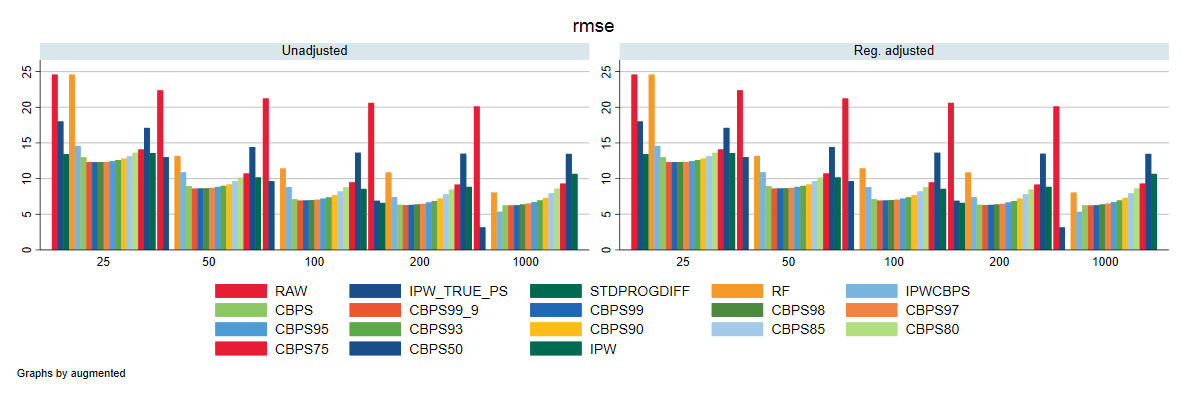 rmse
Unadjusted
Reg. adjusted
25
20
15
10
5
0
25 50 100 200 1000
25
20
15
10
5
0
25 50 100 200 1000
RAW IPW_TRUE_PS STDPROGDIFF RF IPWCBPS
CBPS CBPS99_9 CBPS99 CBPS98 CBPS97
CBPS95 CBPS93 CBPS90 CBPS85 CBPS80
CBPS75 CBPS50 IPW
Graphs by augmented